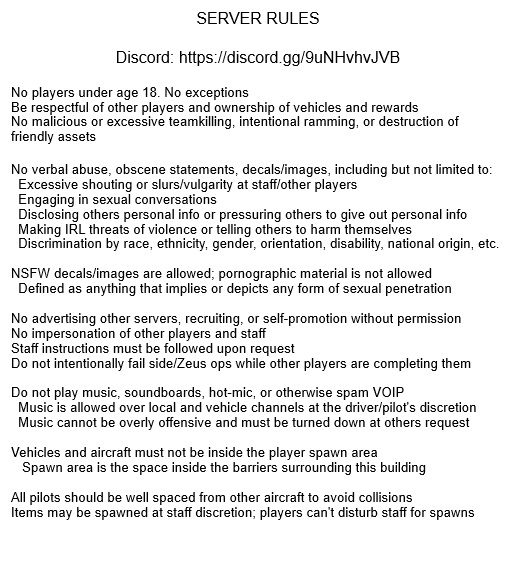 SERVER RULES
Discord: https://discord.gg/9uNHvhvJVB
No players under age 18. No exceptions
Be respectful of other players and ownership of vehicles and rewards
No malicious or excessive teamkilling, intentional ramming, or destruction of
friendly assets
No verbal abuse, obscene statements, decals/images, including but not limited to:
Excessive shouting or slurs/vulgarity at staff/other players
Engaging in sexual conversations
Disclosing others personal info or pressuring others to give out personal info
Making IRL threats of violence or telling others to harm themselves
Discrimination by race, ethnicity, gender, orientation, disability, national origin, etc.
NSFW decals/images are allowed; pornographic material is not allowed
Defined as anything that implies or depicts any form of sexual penetration
No advertising other servers, recruiting, or self-promotion without permission
No impersonation of other players and staff
Staff instructions must be followed upon request
Do not intentionally fail side/Zeus ops while other players are completing them
Do not play music, soundboards, hot-mic, or otherwise spam VOIP
Music is allowed over local and vehicle channels at the driver/pilot's discretion
Music cannot be overly offensive and must be turned down at others request
Vehicles and aircraft must not be inside the player spawn area
Spawn area is the space inside the barriers surrounding this building
All pilots should be well spaced from other aircraft to avoid collisions
Items may be spawned at staff discretion; players can't disturb staff for spawns